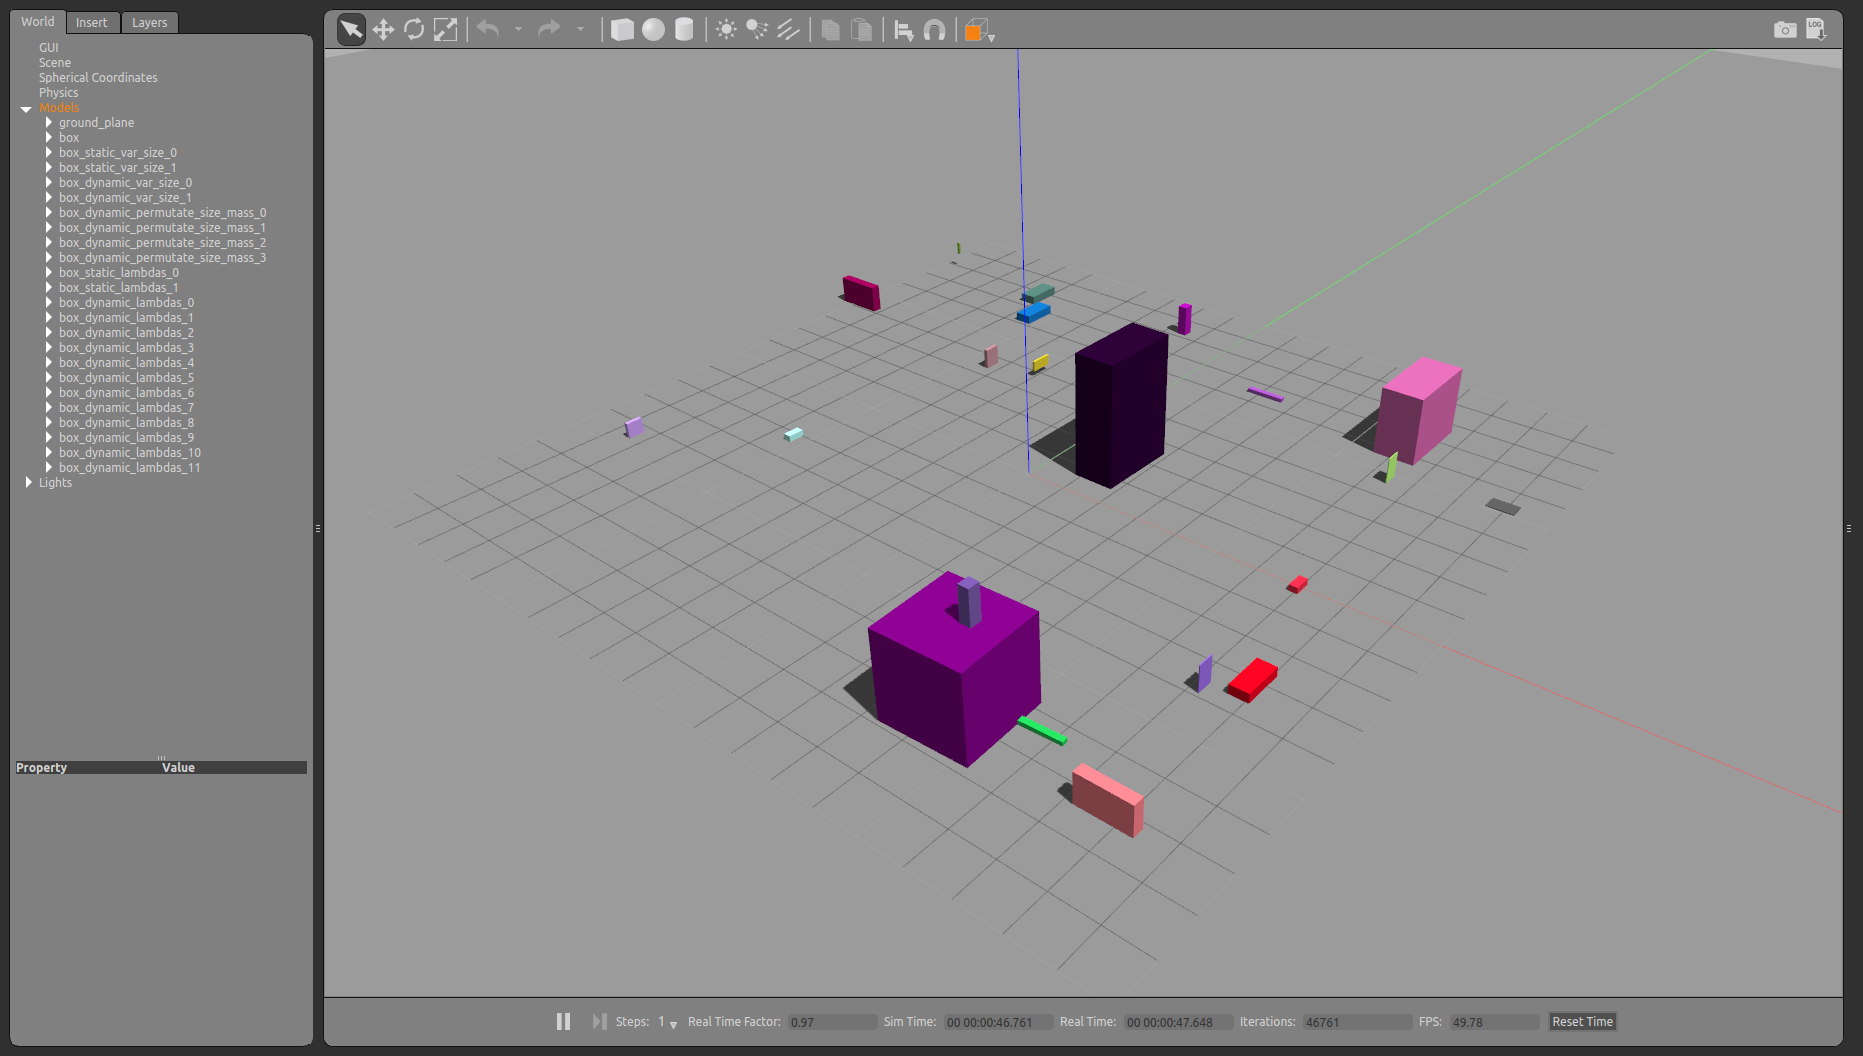 World Insert Layers
LOG
GUI
Scene
Spherical Coordinates
Physics
Models
ground_plane
box
box_static_var_size_0
box_static_var_size_1
box_dynamic_var_size_0
box_dynamic_var_size_1
box_dynamic_permutate_size_mass_0
box_dynamic_permutate_size_mass_1
box_dynamic_permutate_size_mass_2
box_dynamic_permutate_size_mass_3
box_static_lambdas_0
box_static_lambdas_1
box_dynamic_lambdas_0
box_dynamic_lambdas_1
box_dynamic_lambdas_2
box_dynamic_lambdas_3
box_dynamic_lambdas_4
box_dynamic_lambdas_5
box_dynamic_lambdas_6
box_dynamic_lambdas_7
box_dynamic_lambdas_8
box_dynamic_lambdas_9
box_dynamic_lambdas_10
box_dynamic_lambdas_11
Lights
Property Value
Steps: 1 Real Time Factor: 0.97 Sim Time: 00 00:00:46.761 Real Time: 00 00:00:47.648 Iterations: 46761 FPS: 49.78 Reset Time